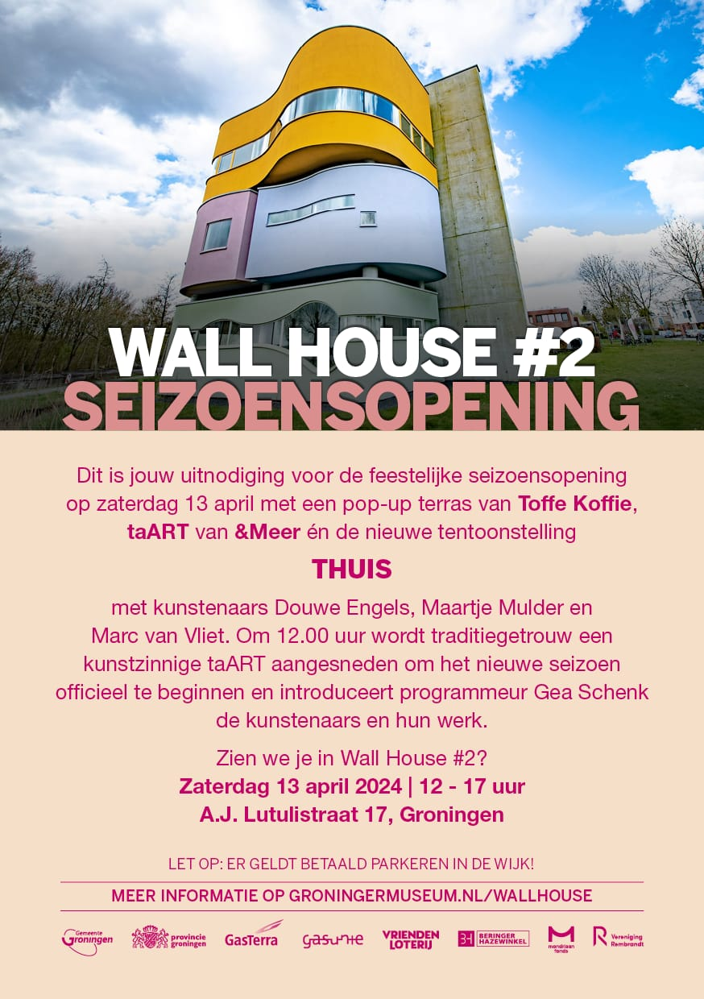 WALL HOUSE #2
SEIZOENSOPENING
Dit is jouw uitnodiging voor de feestelijke seizoensopening
op zaterdag 13 april met een pop-up terras van Toffe Koffie,
taART van &Meer én de nieuwe tentoonstelling
THUIS
met kunstenaars Douwe Engels, Maartje Mulder en
Marc van Vliet. Om 12.00 uur wordt traditiegetrouw een
kunstzinnige taART aangesneden om het nieuwe seizoen
officieel te beginnen en introduceert programmeur Gea Schenk
de kunstenaars en hun werk.
Zien we je in Wall House #2?
Zaterdag 13 april 2024 | 12 - 17 uur
A.J. Lutulistraat 17, Groningen
LET OP: ER GELDT BETAALD PARKEREN IN DE WIJK!
MEER INFORMATIE OP GRONINGERMUSEUM.NL/WALLHOUSE
Gemeente
Groningen
provincie
groningen
GasTerra
gasunie
VRIENDEN
LOTERIJ
BH
BERINGER
HAZEWINKEL
mondriaan
fonds
Vereniging
Rembrandt